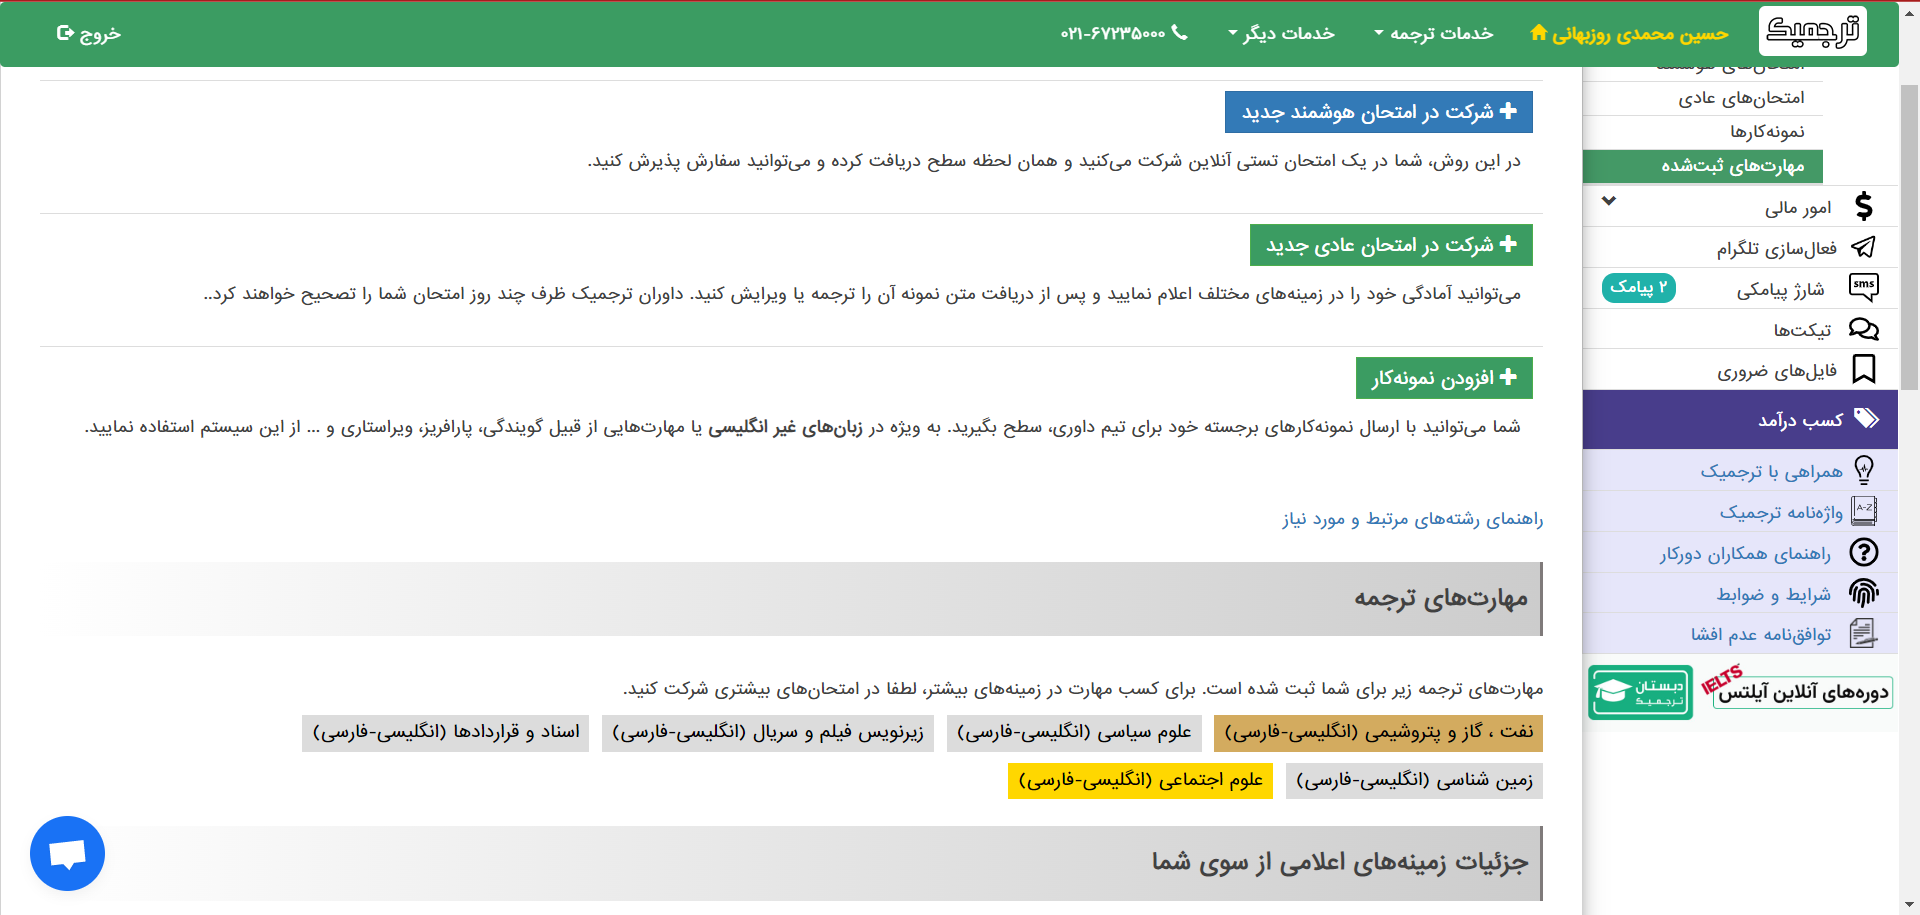 ترجمیک
حسین محمدی روزبهانی
خدمات ترجمه
خدمات دیگر
۰۲۱-۶۷۲۳۵۰۰۰
خروج
امتحان‌های هوشمند
امتحان‌های عادی
نمونه‌کارها
مهارت‌های ثبت‌شده
امور مالی
فعال‌سازی تلگرام
sms
شارژ پیامکی
۲ پیامک
تیکت‌ها
فایل‌های ضروری
کسب درآمد
همراهی با ترجمیک
A-Z
واژه‌نامه ترجمیک
راهنمای همکاران دورکار
شرایط و ضوابط
توافق‌نامه عدم افشا
دوره‌های آنلاین آیلتس
IELTS
دبستان
ترجمیک
شرکت در امتحان هوشمند جدید
در این روش، شما در یک امتحان تستی آنلاین شرکت می‌کنید و همان لحظه سطح دریافت کرده و می‌توانید سفارش پذیرش کنید.
شرکت در امتحان عادی جدید
می‌توانید آمادگی خود را در زمینه‌های مختلف اعلام نمایید و پس از دریافت متن نمونه آن را ترجمه یا ویرایش کنید. داوران ترجمیک ظرف چند روز امتحان شما را تصحیح خواهند کرد..
افزودن نمونه‌کار
شما می‌توانید با ارسال نمونه‌کارهای برجسته خود برای تیم داوری، سطح بگیرید. به ویژه در زبان‌های غیر انگلیسی یا مهارت‌هایی از قبیل گویندگی، پارافریز، ویراستاری و ... از این سیستم استفاده نمایید.
راهنمای رشته‌های مرتبط و مورد نیاز
مهارت‌های ترجمه
مهارت‌های ترجمه زیر برای شما ثبت شده است. برای کسب مهارت در زمینه‌های بیشتر، لطفا در امتحان‌های بیشتری شرکت کنید.
نفت ، گاز و پتروشیمی (انگلیسی-فارسی)
علوم سیاسی (انگلیسی-فارسی)
زیرنویس فیلم و سریال (انگلیسی-فارسی)
اسناد و قراردادها (انگلیسی-فارسی)
زمین شناسی (انگلیسی-فارسی)
علوم اجتماعی (انگلیسی-فارسی)
جزئیات زمینه‌های اعلامی از سوی شما